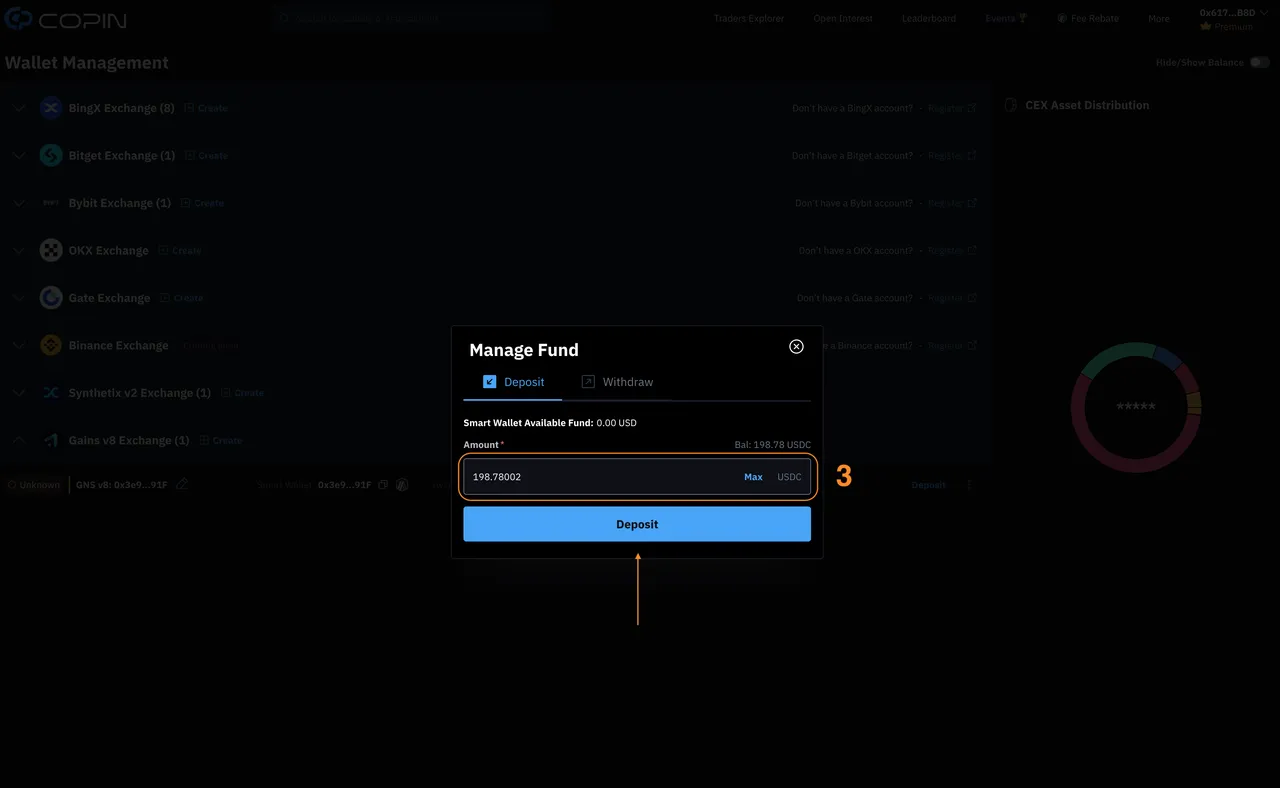 COPIN
Traders Explorer
Open Interest
Leaderboard
Events
Fee Rebate
More
0x617...B8D
Premium
Wallet Management
Hide/Show Balance
BingX Exchange (8)
Create
Don't have a BingX account? • Register
CEX Asset Distribution
Bitget Exchange (1)
Create
Don't have a Bitget account? • Register
BYBIT
Bybit Exchange (1)
Create
Don't have a Bybit account? • Register
OKX Exchange
Create
Don't have a OKX account? • Register
Gate Exchange
Create
Don't have a Gate account? • Register
Binance Exchange
e a Binance account? • Register
Synthetix v2 Exchange (1)
Create
Gains v8 Exchange (1)
Create
*****
Unknown
GNS v8: 0x3e9...91F
Smart Wallet: 0x3e9...91F
Deposit
Manage Fund
Deposit
Withdraw
Smart Wallet Available Fund: 0.00 USD
Amount*
Bal: 198.78 USDC
198.78002
Max
USDC
3
Deposit